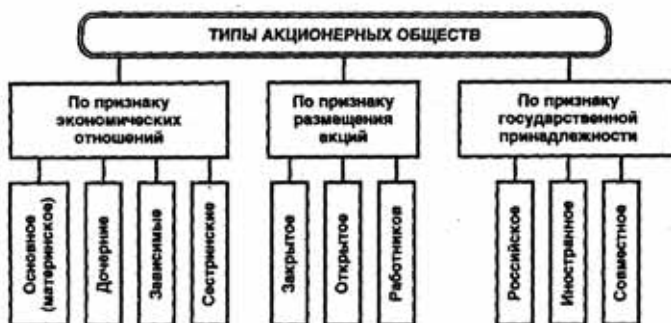 ТИПЫ АКЦИОНЕРНЫХ ОБЩЕСТВ
По признаку
экономических
отношений
По признаку
размещения
акций
По признаку
государственной
принадлежности
Основное
(материнское)
Дочерние
Зависимые
Сестринские
Закрытое
Открытое
Работников
Российское
Иностранное
Совместное